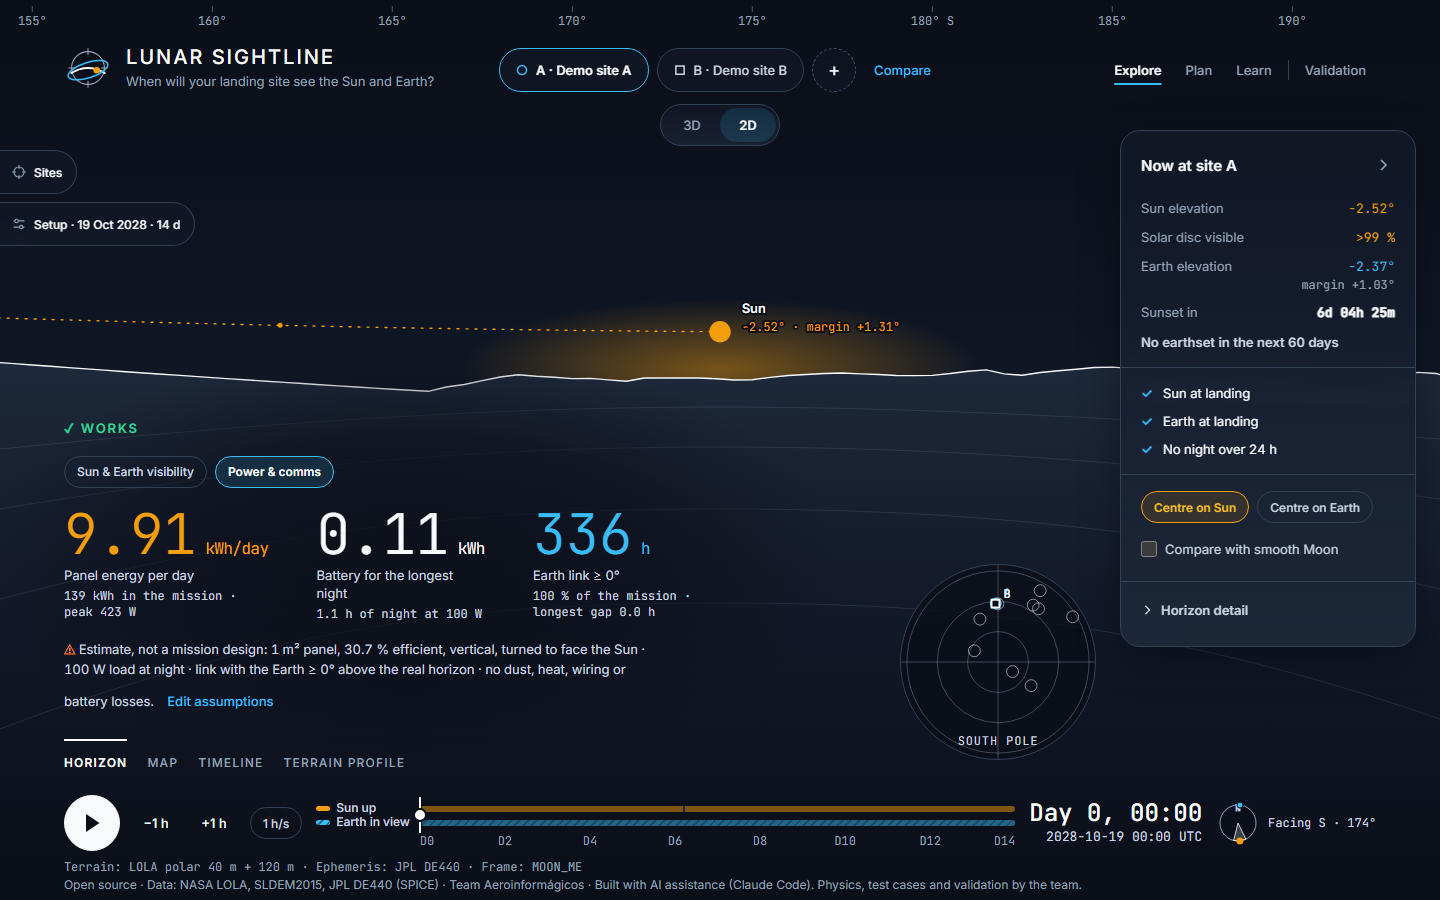 155° 160° 165° 170° 175° 180° S 185° 190°
LUNAR SIGHTLINE
When will your landing site see the Sun and Earth?
A · Demo site A
B · Demo site B
+
Compare
Explore Plan Learn Validation
3D 2D
Sites
Setup · 19 Oct 2028 · 14 d
Now at site A
Sun elevation -2.52°
Solar disc visible >99 %
Earth elevation -2.37°
margin +1.03°
Sunset in 6d 04h 25m
No earthset in the next 60 days
Sun
-2.52° · margin +1.31°
Sun at landing
Earth at landing
No night over 24 h
Centre on Sun Centre on Earth
Compare with smooth Moon
Horizon detail
✓ WORKS
Sun & Earth visibility Power & comms
9.91 kWh/day
Panel energy per day
139 kWh in the mission ·
peak 423 W
0.11 kWh
Battery for the longest
night
1.1 h of night at 100 W
336 h
Earth link ≥ 0°
100 % of the mission ·
longest gap 0.0 h
⚠ Estimate, not a mission design: 1 m² panel, 30.7 % efficient, vertical, turned to face the Sun ·
100 W load at night · link with the Earth ≥ 0° above the real horizon · no dust, heat, wiring or
battery losses. Edit assumptions
B
SOUTH POLE
HORIZON MAP TIMELINE TERRAIN PROFILE
−1 h +1 h 1 h/s
Sun up
Earth in view
D0 D2 D4 D6 D8 D10 D12 D14
Day 0, 00:00
2028-10-19 00:00 UTC
N
Facing S · 174°
Terrain: LOLA polar 40 m + 120 m · Ephemeris: JPL DE440 · Frame: MOON_ME
Open source · Data: NASA LOLA, SLDEM2015, JPL DE440 (SPICE) · Team Aeroinformágicos · Built with AI assistance (Claude Code). Physics, test cases and validation by the team.